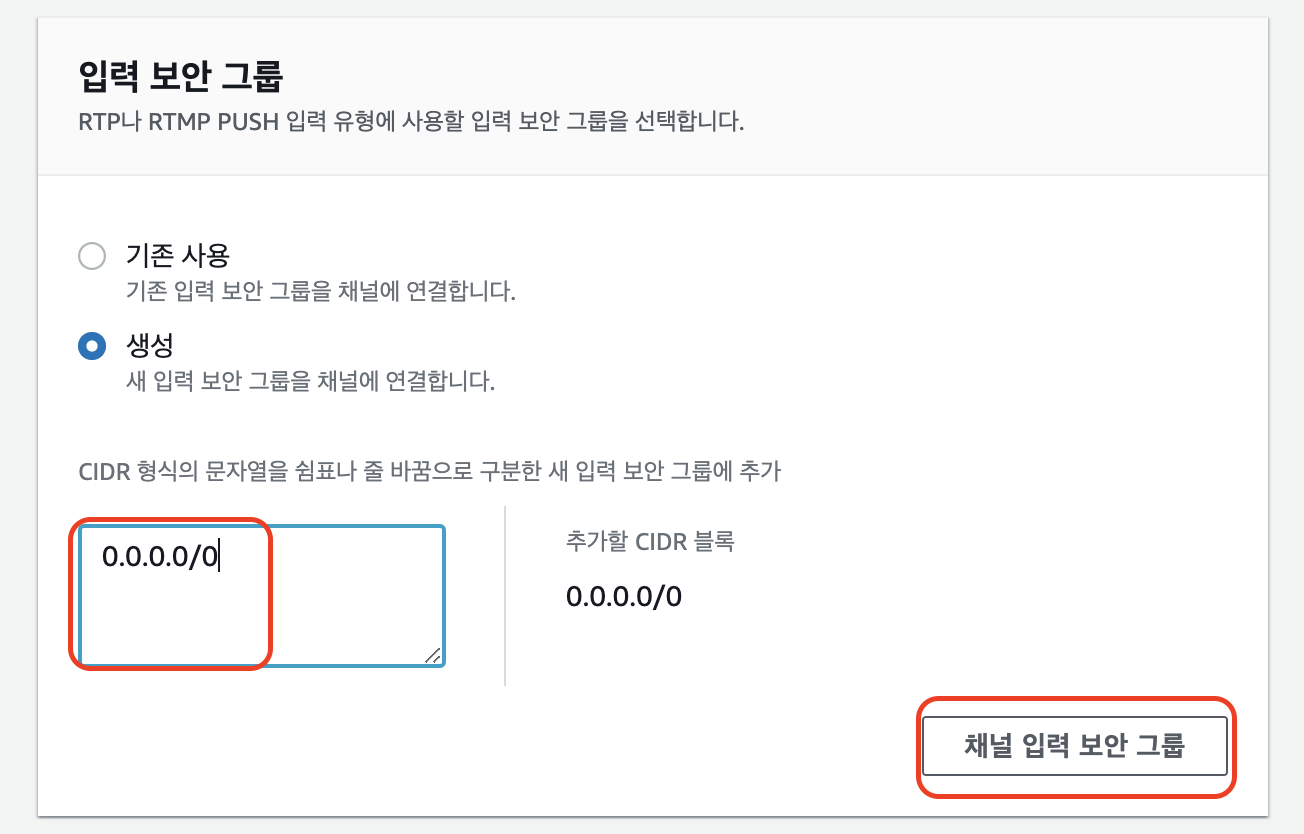 입력 보안 그룹
RTP나 RTMP PUSH 입력 유형에 사용할 입력 보안 그룹을 선택합니다.
기존 사용
기존 입력 보안 그룹을 채널에 연결합니다.
생성
새 입력 보안 그룹을 채널에 연결합니다.
CIDR 형식의 문자열을 쉼표나 줄 바꿈으로 구분한 새 입력 보안 그룹에 추가
0.0.0.0/0
추가할 CIDR 블록
0.0.0.0/0
채널 입력 보안 그룹